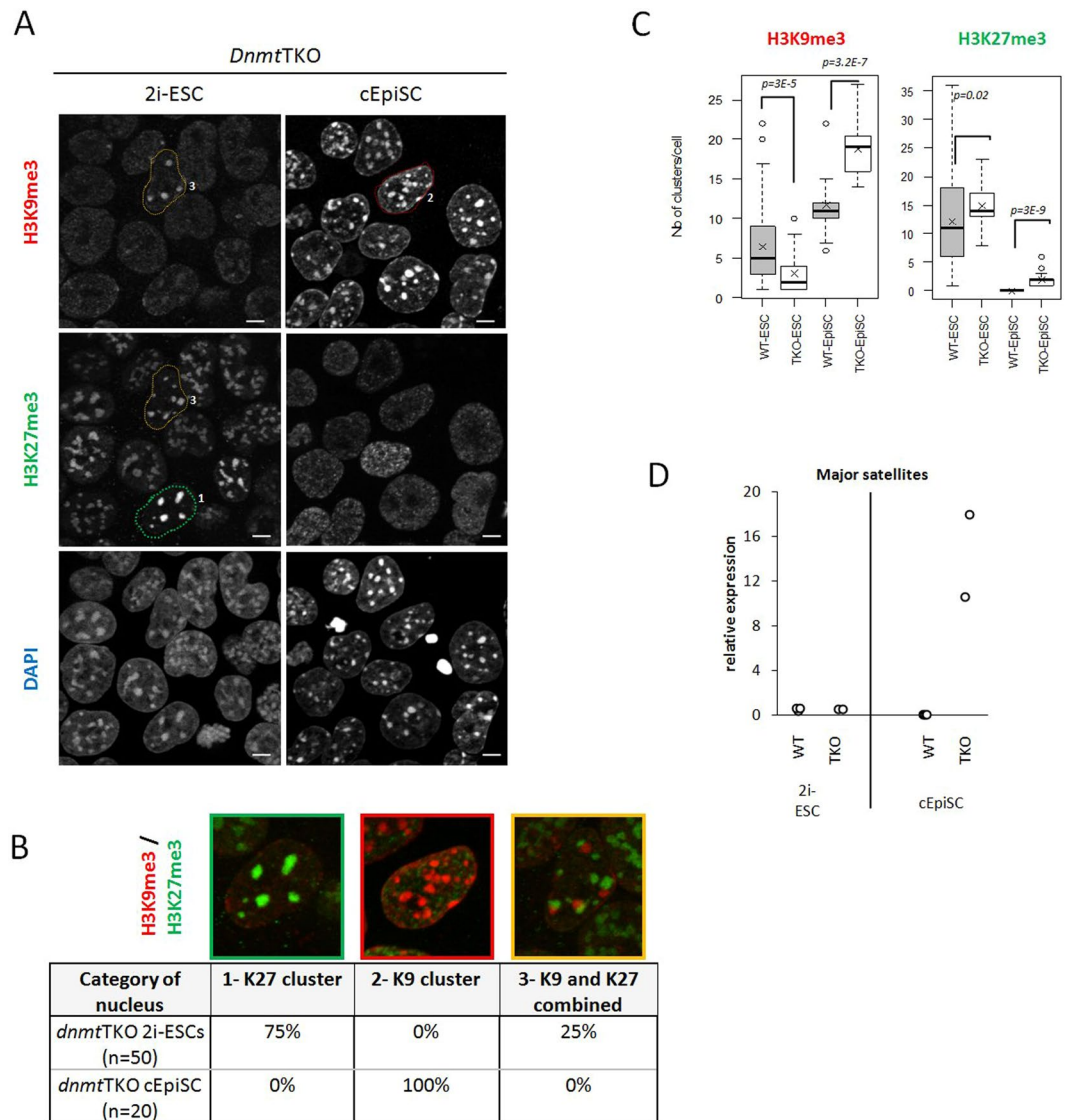 A
DnmtTKO
2i-ESC cEpiSC
H3K9me3
3
2
H3K27me3
3
1
DAPI
B
H3K9me3 /
H3K27me3
Category of nucleus 1- K27 cluster 2- K9 cluster 3- K9 and K27 combined
dnmtTKO 2i-ESCs (n=50) 75% 0% 25%
dnmtTKO cEpiSC (n=20) 0% 100% 0%
C
H3K9me3 H3K27me3
No of clusters/cell
25
20
15
10
5
0
p=3E-5
p=3.2E-7
WT-ESC
TKO-ESC
WT-EpiSC
TKO-EpiSC
35
30
25
20
15
10
5
0
p=0.02
p=3E-9
WT-ESC
TKO-ESC
WT-EpiSC
TKO-EpiSC
D
Major satellites
relative expression
20
16
12
8
4
0
WT
TKO
WT
TKO
2i-
ESC
cEpiSC